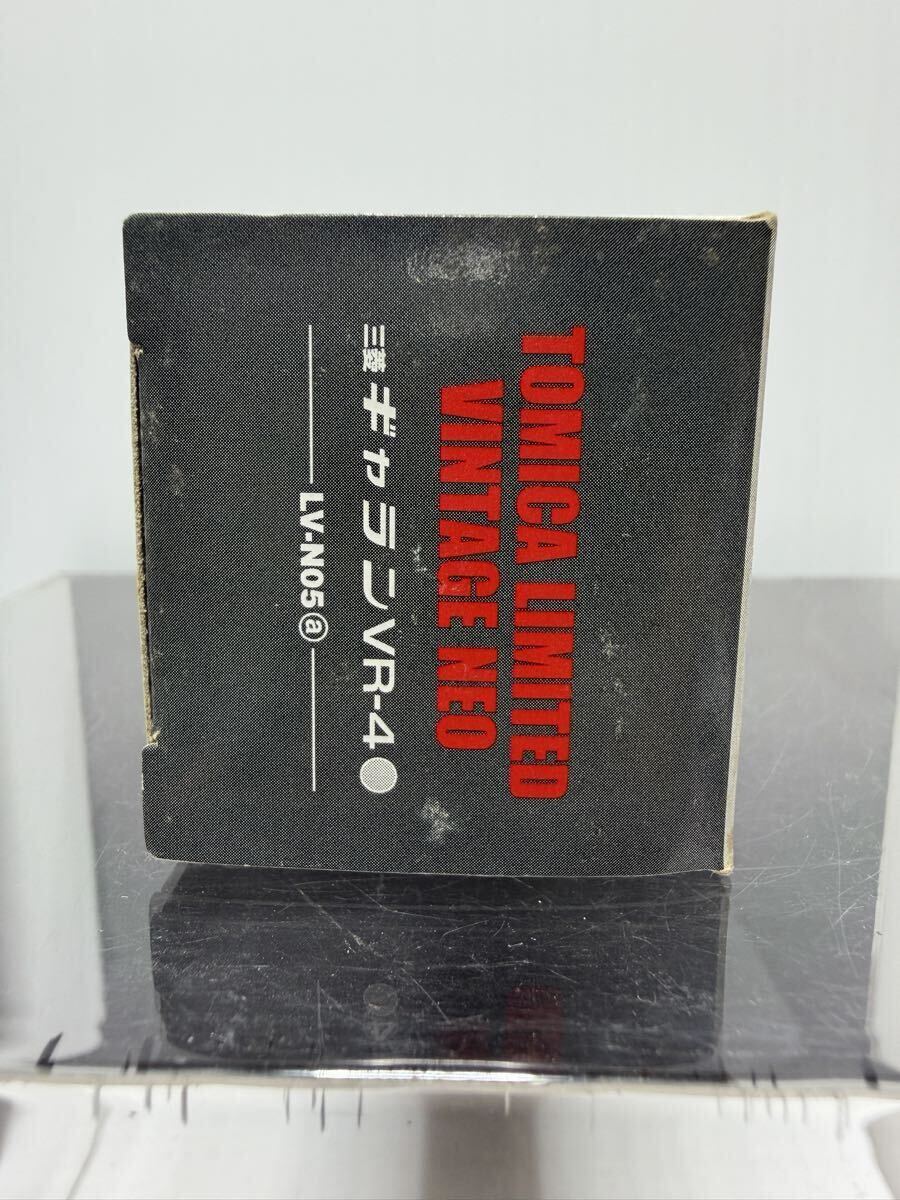 TOMICA LIMITED
VINTAGE NEO
三菱 ギャランVR-4
LV-N05ⓐ